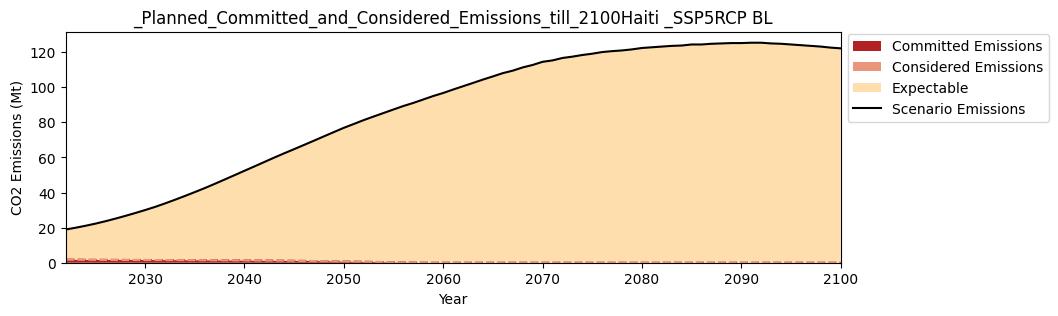 _Planned_Committed_and_Considered_Emissions_till_2100Haiti _SSP5RCP BL
CO2 Emissions (Mt)
120
100
80
60
40
20
0
2030 2040 2050 2060 2070 2080 2090 2100
Year
Committed Emissions
Considered Emissions
Expectable
Scenario Emissions